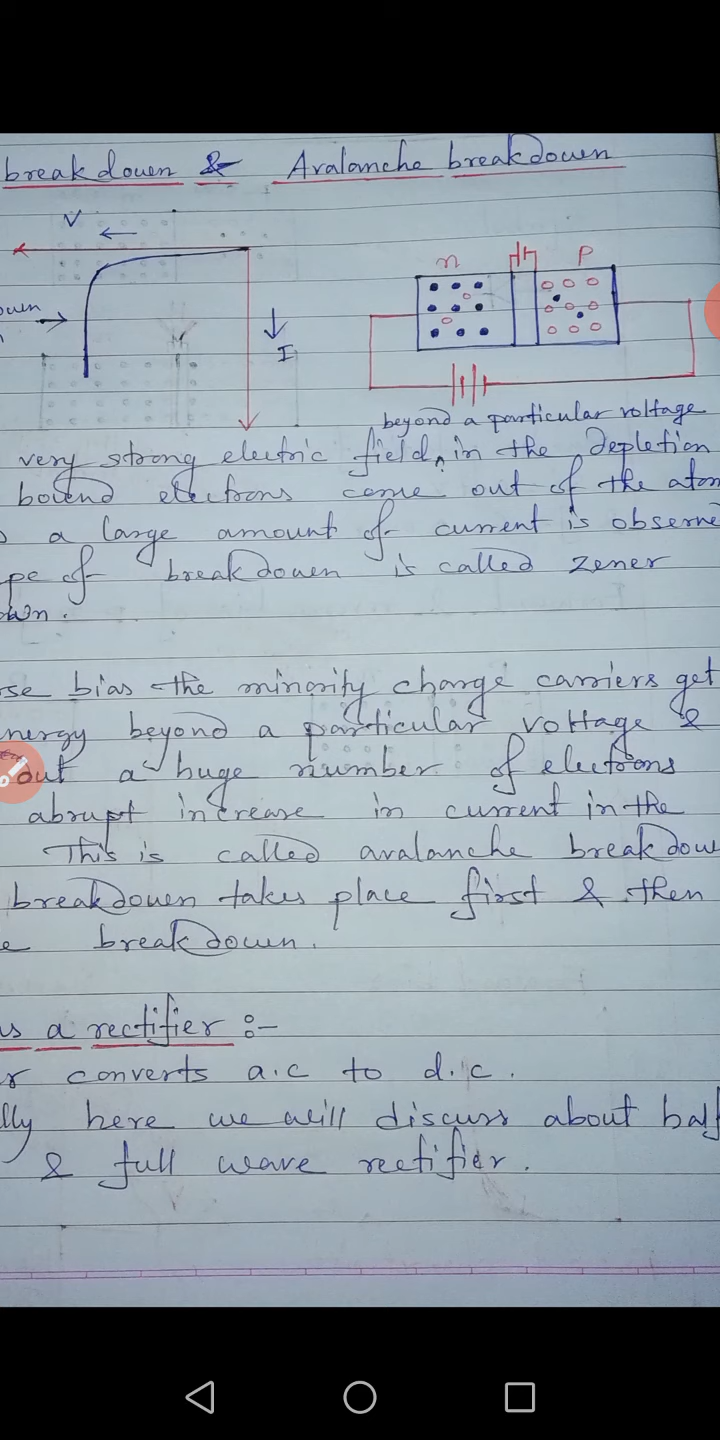 breakdown & Avalanche breakdown
V
I
n
P
beyond a particular voltage
very strong electric field, in the depletion
bound electrons come out of the atom
a large amount of current is observe
pe of breakdown is called zener
own.
se bias the minority charge carriers get
nergy beyond a particular voltage &
out a huge number of electrons
abrupt increase in current in the
This is called avalanche breakdow
breakdown takes place first & then
e breakdown.
s a rectifier :-
r converts a.c to d.c.
lly here we will discuss about half
& full wave rectifier.